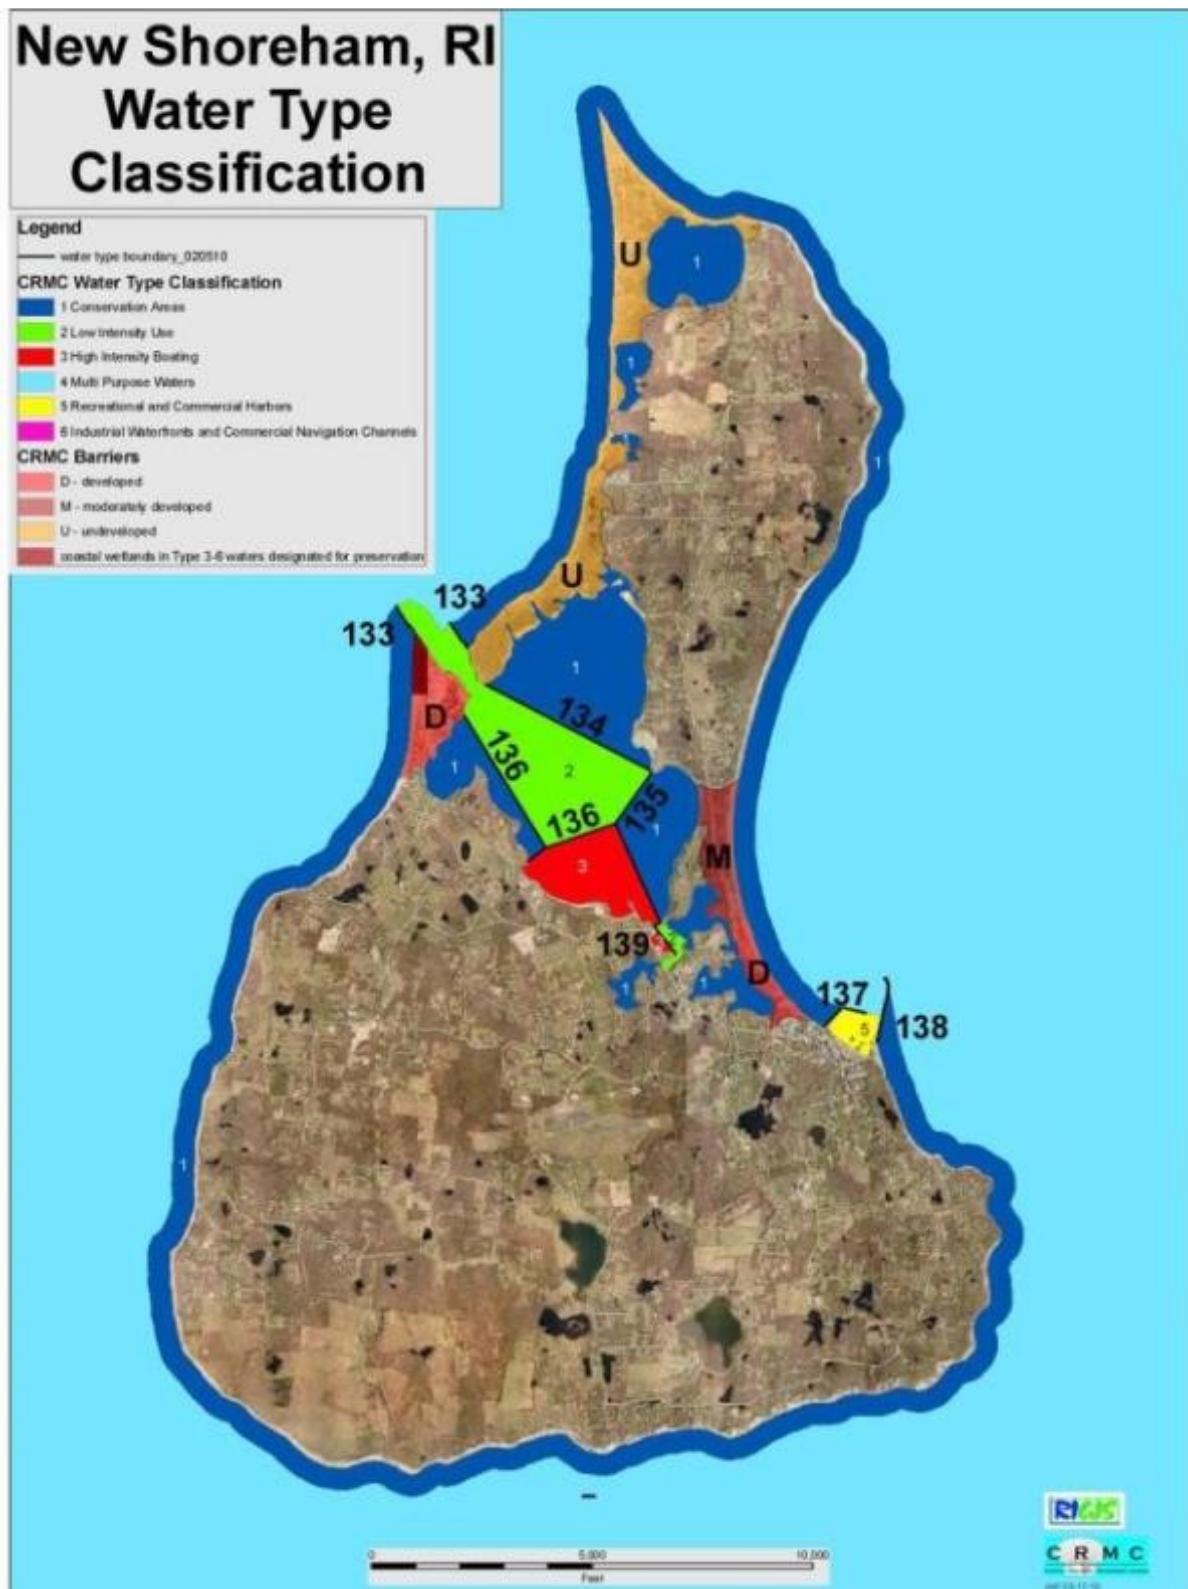 New Shoreham, RI
Water Type
Classification
Legend
water type boundary_020510
CRMC Water Type Classification
1 Conservation Areas
2 Low Intensity Use
3 High Intensity Boating
4 Multi Purpose Waters
5 Recreational and Commercial Harbors
6 Industrial Waterfronts and Commercial Navigation Channels
CRMC Barriers
D - developed
M - moderately developed
U - undeveloped
coastal wetlands in Type 3-6 waters designated for preservation
U
1
1
1
1
U
133
133
1
134
D
136
2
1
135
136
1
M
3
139
D
1
1
137
5
138
1
0
5,000
10,000
Feet
RIGIS
CRMC